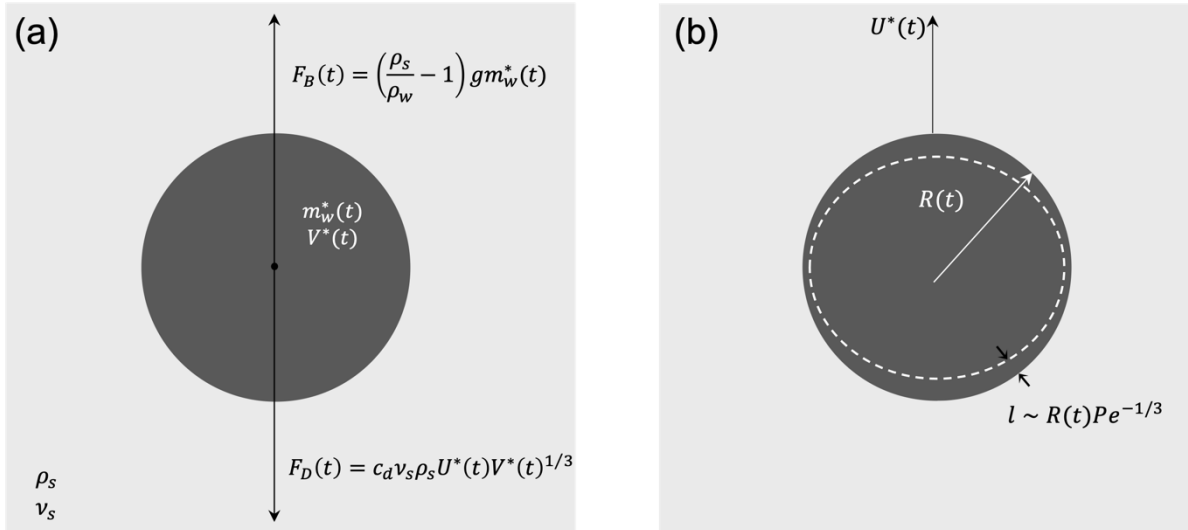 (a)
F_B(t) = (ρ_s/ρ_w − 1) g m_w^*(t)
m_w^*(t)
V^*(t)
F_D(t) = c_d ν_s ρ_s U^*(t) V^*(t)^{1/3}
ρ_s
ν_s
(b)
U^*(t)
R(t)
l ~ R(t)Pe^{−1/3}